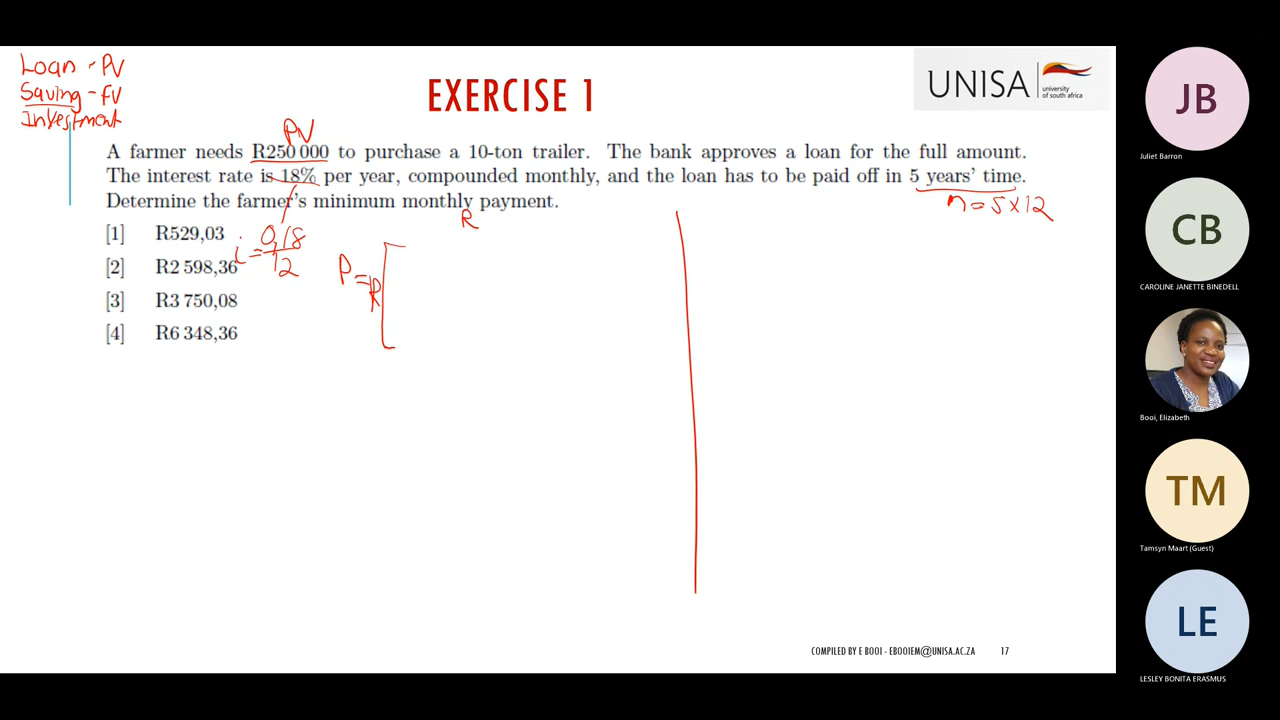 Loan - PV
Saving - FV
Investment
EXERCISE 1
UNISA
university
of south africa
PV
A farmer needs R250 000 to purchase a 10-ton trailer. The bank approves a loan for the full amount.
The interest rate is 18% per year, compounded monthly, and the loan has to be paid off in 5 years' time.
Determine the farmer's minimum monthly payment.
n = 5 x 12
R
[1] R529,03
[2] R2 598,36
[3] R3 750,08
[4] R6 348,36
i = 0,18
12
P = R [
COMPILED BY E BOOI - EBOOIEM@UNISA.AC.ZA 17
JB
Juliet Barron
CB
CAROLINE JANETTE BINEDELL
Booi, Elizabeth
TM
Tamsyn Maart (Guest)
LE
LESLEY BONITA ERASMUS